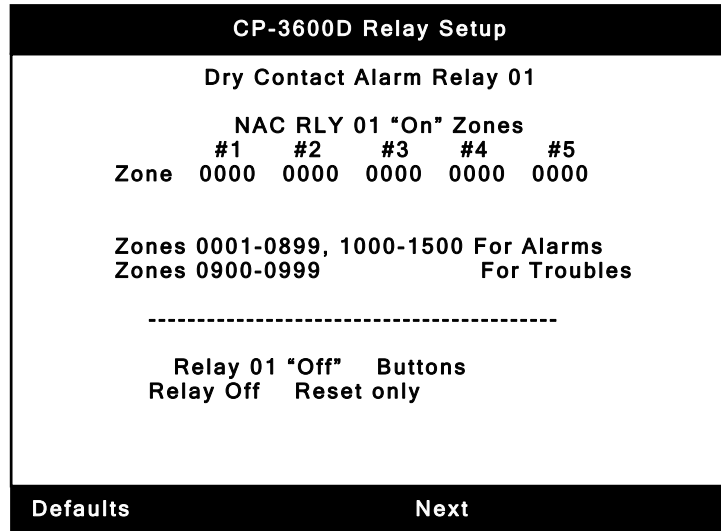 CP-3600D Relay Setup
Dry Contact Alarm Relay 01
NAC RLY 01 “On” Zones
#1 #2 #3 #4 #5
Zone 0000 0000 0000 0000 0000
Zones 0001-0899, 1000-1500 For Alarms
Zones 0900-0999 For Troubles
------------------------------------------
Relay 01 “Off” Buttons
Relay Off Reset only
Defaults Next